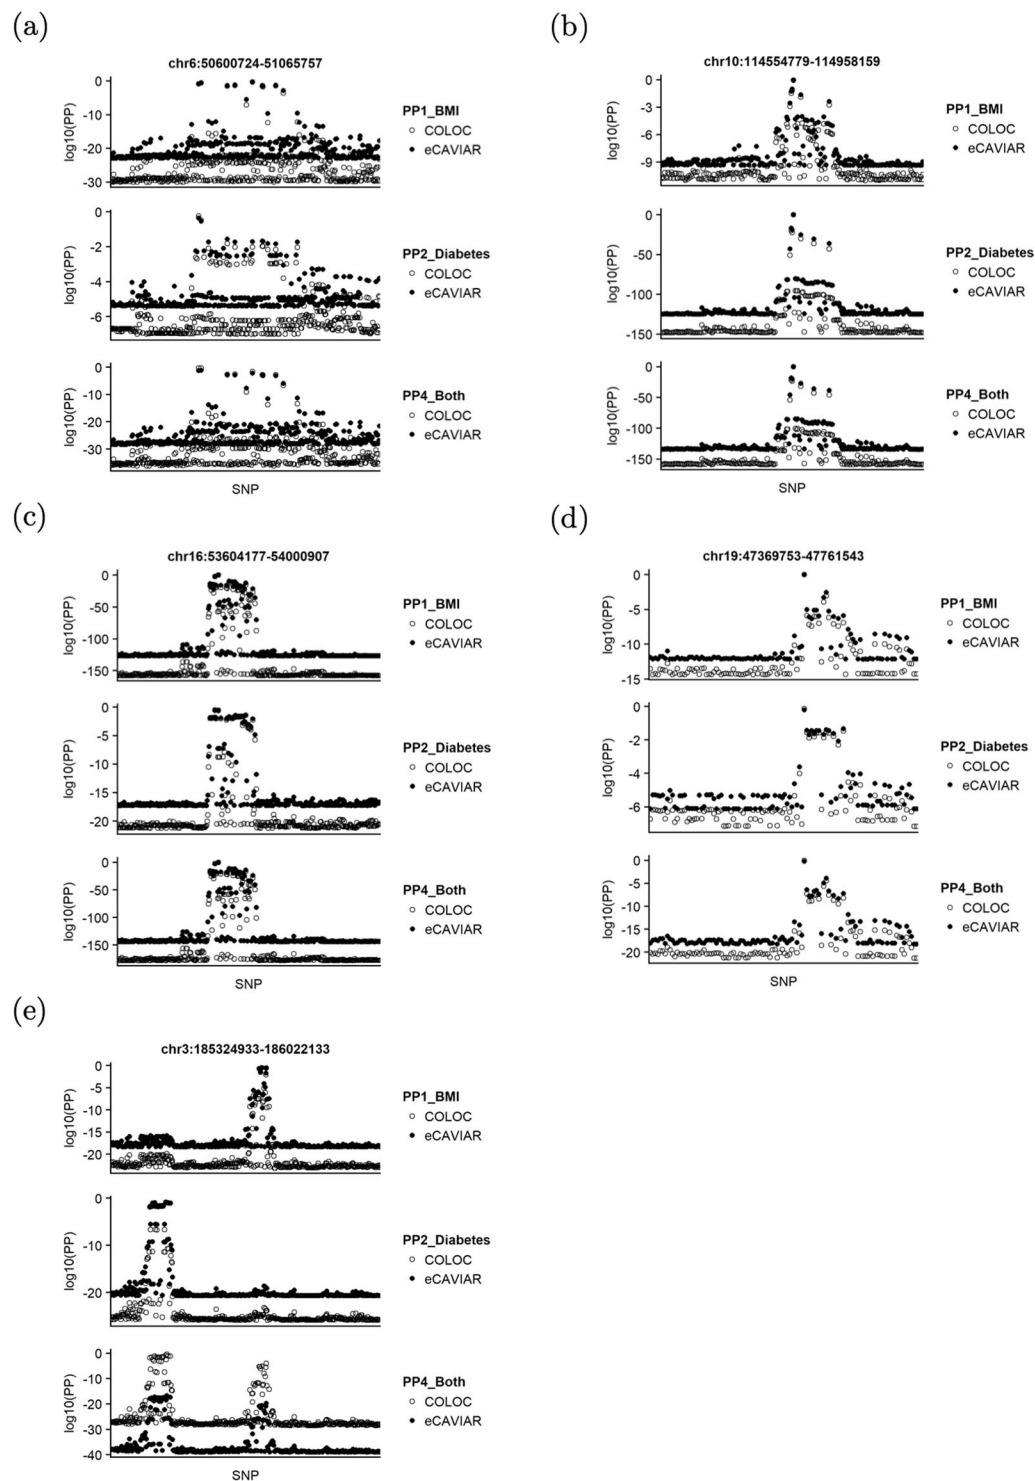 (a)
chr6:50600724-51065757
log10(PP)
0
-10
-20
-30
PP1_BMI
COLOC
eCAVIAR
log10(PP)
0
-2
-4
-6
PP2_Diabetes
COLOC
eCAVIAR
log10(PP)
0
-10
-20
-30
PP4_Both
COLOC
eCAVIAR
SNP
(b)
chr10:114554779-114958159
log10(PP)
0
-3
-6
-9
PP1_BMI
COLOC
eCAVIAR
log10(PP)
0
-50
-100
-150
PP2_Diabetes
COLOC
eCAVIAR
log10(PP)
0
-50
-100
-150
PP4_Both
COLOC
eCAVIAR
SNP
(c)
chr16:53604177-54000907
log10(PP)
0
-50
-100
-150
PP1_BMI
COLOC
eCAVIAR
log10(PP)
0
-5
-10
-15
-20
PP2_Diabetes
COLOC
eCAVIAR
log10(PP)
0
-50
-100
-150
PP4_Both
COLOC
eCAVIAR
SNP
(d)
chr19:47369753-47761543
log10(PP)
0
-5
-10
-15
PP1_BMI
COLOC
eCAVIAR
log10(PP)
0
-2
-4
-6
PP2_Diabetes
COLOC
eCAVIAR
log10(PP)
0
-5
-10
-15
-20
PP4_Both
COLOC
eCAVIAR
SNP
(e)
chr3:185324933-186022133
log10(PP)
0
-5
-10
-15
-20
PP1_BMI
COLOC
eCAVIAR
log10(PP)
0
-10
-20
PP2_Diabetes
COLOC
eCAVIAR
log10(PP)
0
-10
-20
-30
-40
PP4_Both
COLOC
eCAVIAR
SNP